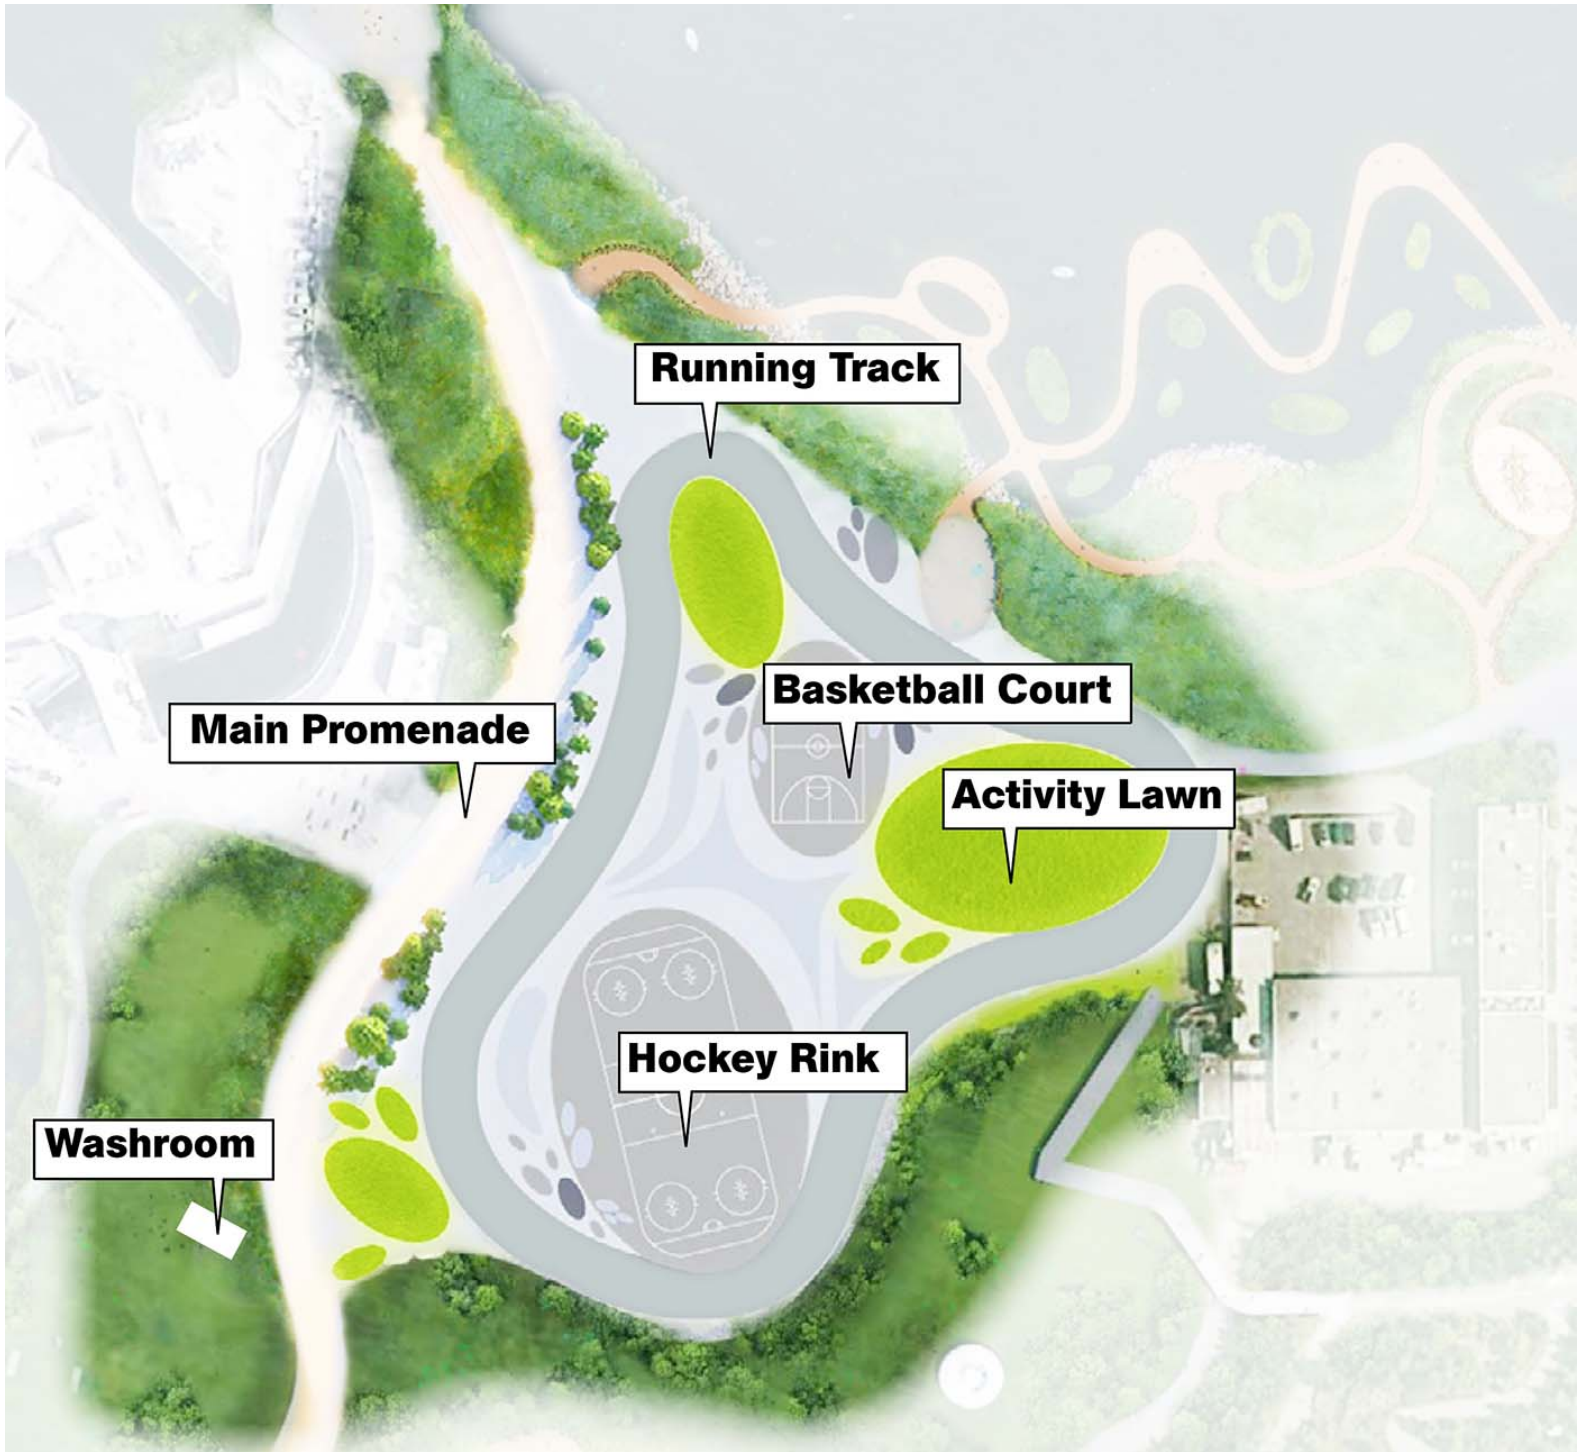 Running Track
Basketball Court
Main Promenade
Activity Lawn
Hockey Rink
Washroom